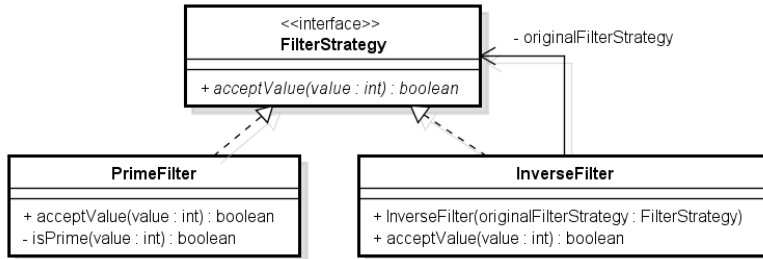 <<interface>>
FilterStrategy
- originalFilterStrategy
+ acceptValue(value : int) : boolean
PrimeFilter
+ acceptValue(value : int) : boolean
- isPrime(value : int) : boolean
InverseFilter
+ InverseFilter(originalFilterStrategy : FilterStrategy)
+ acceptValue(value : int) : boolean